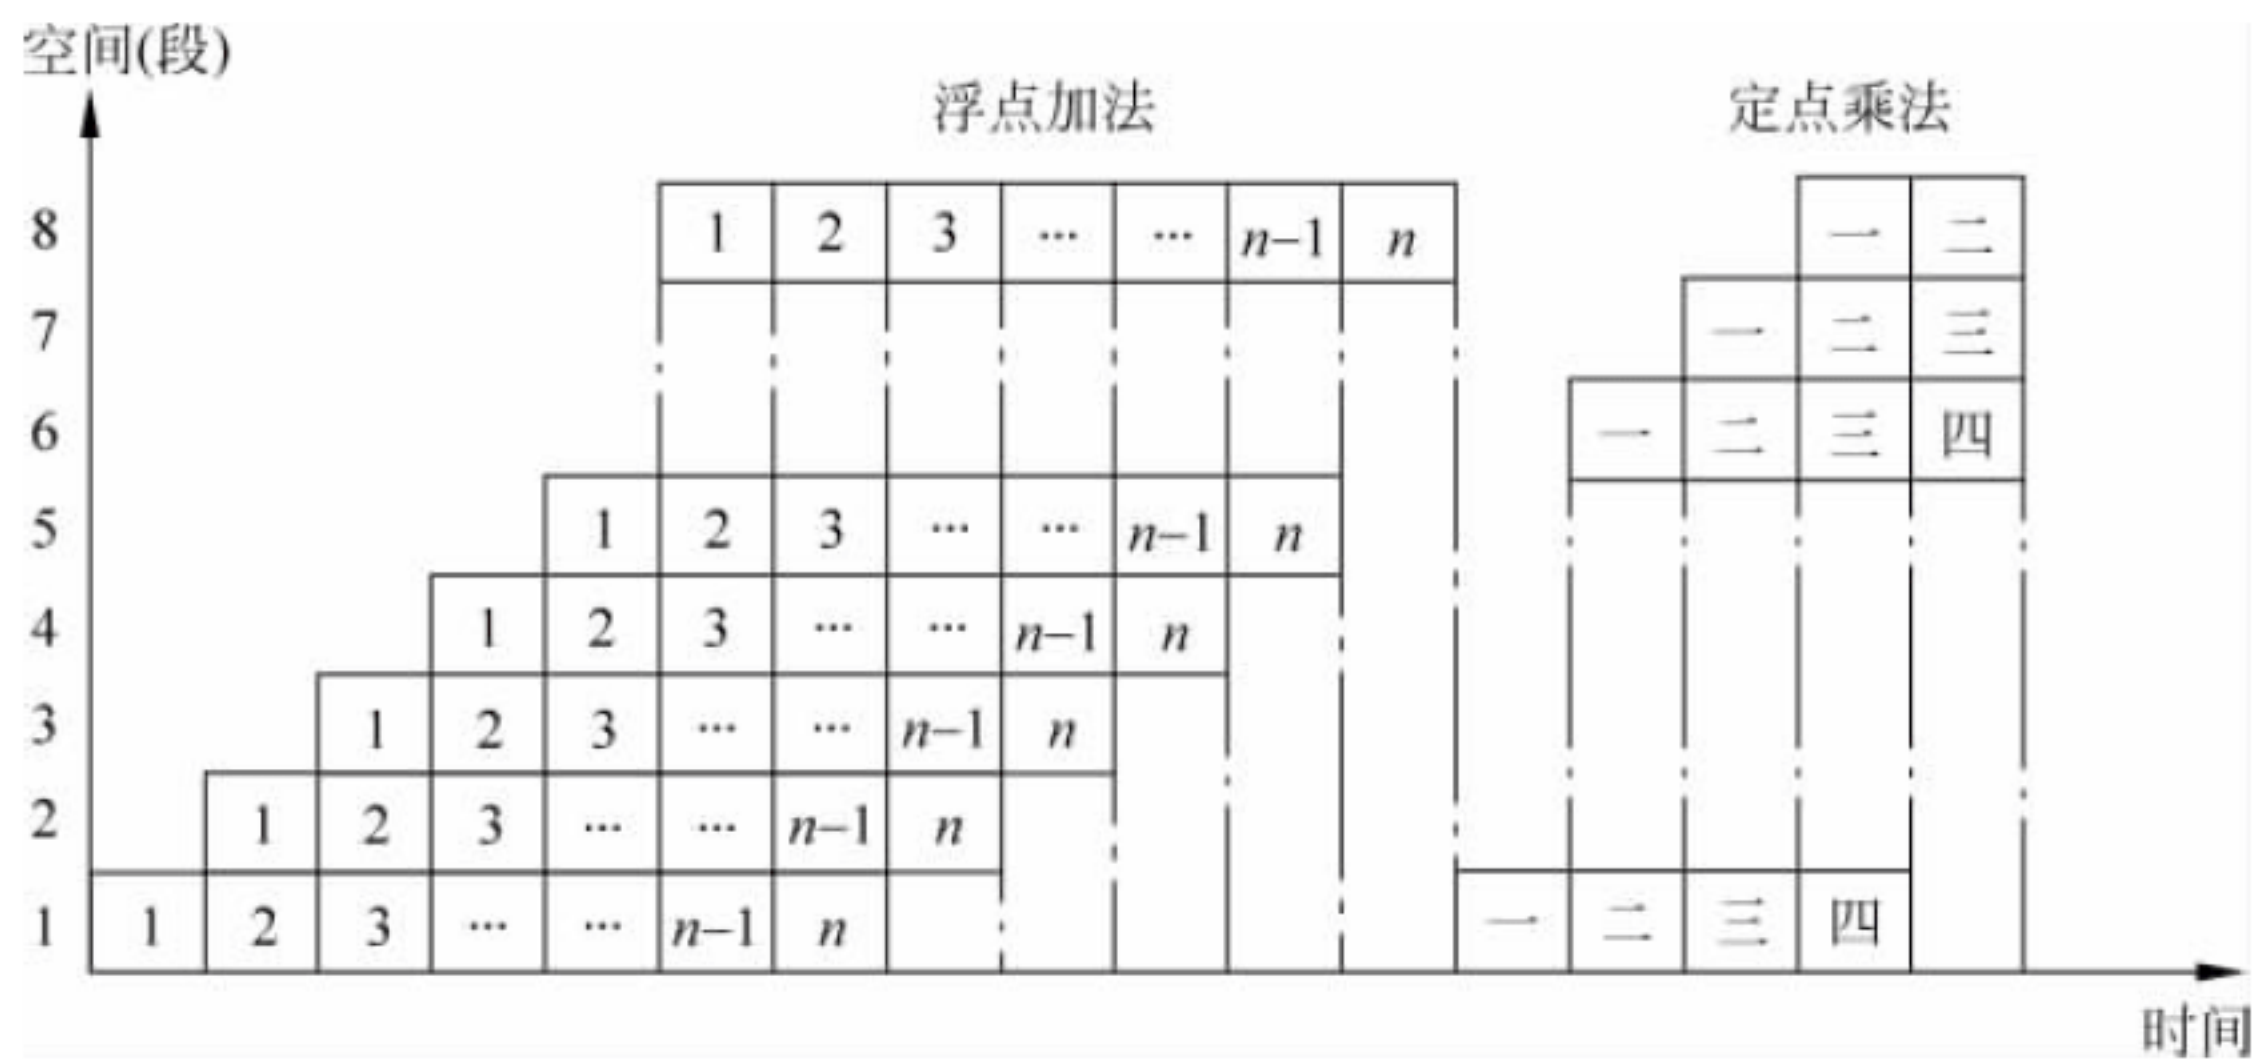 空间(段)
浮点加法 定点乘法
8 1 2 3 ··· ··· n−1 n 一 二
7 一 二 三
6 一 二 三 四
5 1 2 3 ··· ··· n−1 n
4 1 2 3 ··· ··· n−1 n
3 1 2 3 ··· ··· n−1 n
2 1 2 3 ··· ··· n−1 n
1 1 2 3 ··· ··· n−1 n 一 二 三 四
时间